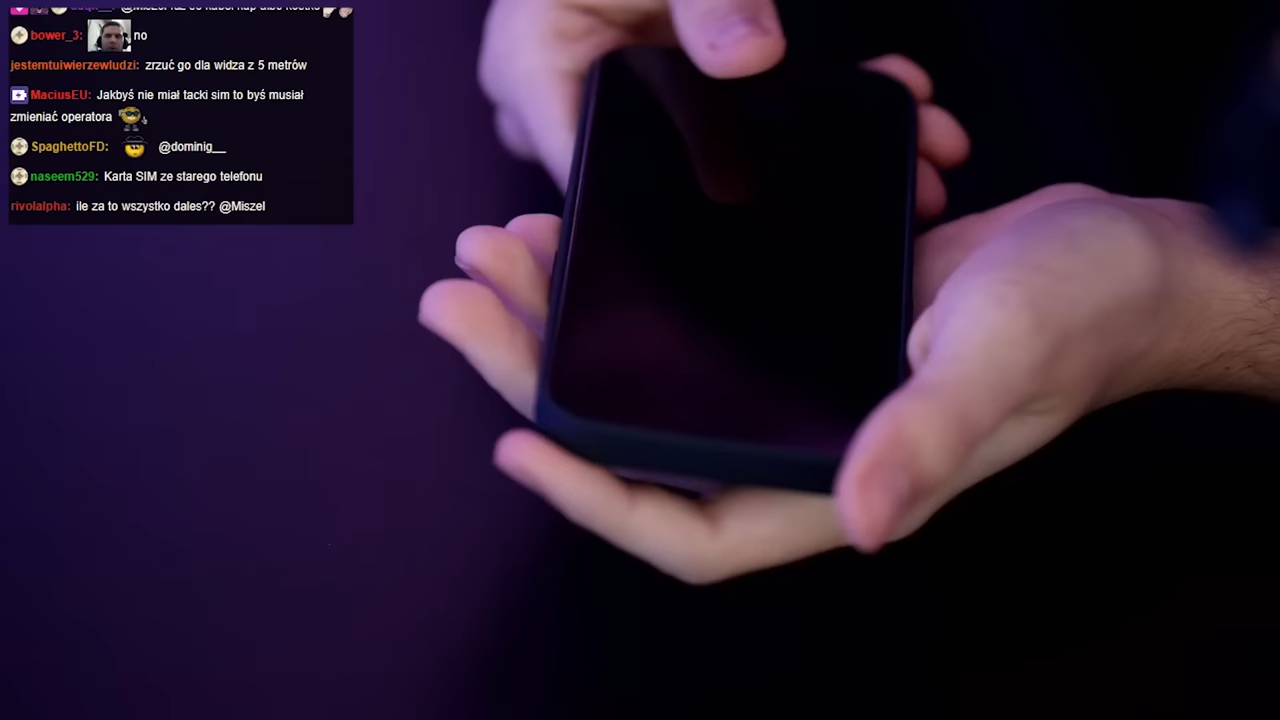 bower_3: no
jestemtuiwierzewludzi: zrzuć go dla widza z 5 metrów
MaciusEU: Jakbyś nie miał tacki sim to byś musiał
zmieniać operatora
SpaghettoFD: @dominig__
naseem529: Karta SIM ze starego telefonu
rivolalpha: ile za to wszystko dales?? @Miszel